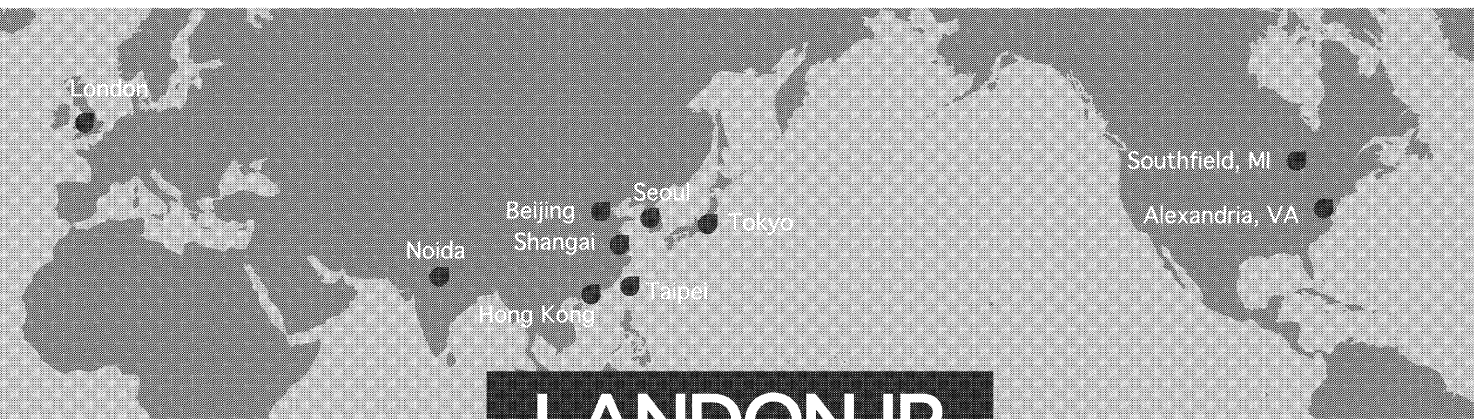 London
Southfield, MI
Seoul
Beijing
Tokyo
Alexandria, VA
Shangai
Noida
Taipei
Hong Kong
LANDON IP